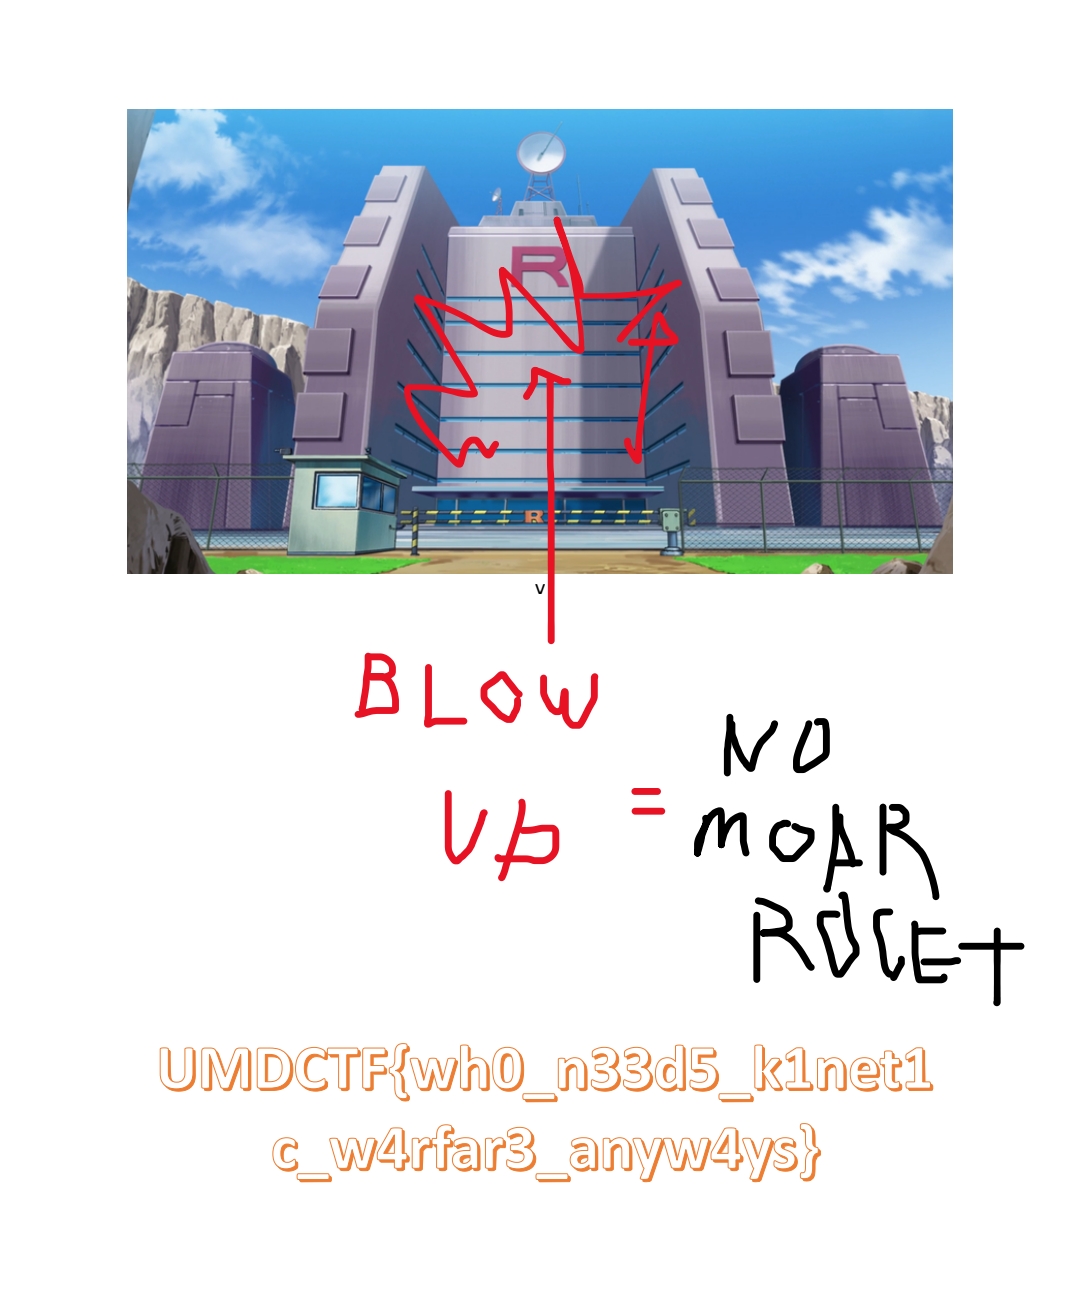 R
R
v
BLOW
UP
=
NO
MOAR
ROCET
UMDCTF{wh0_n33d5_k1net1
c_w4rfar3_anyw4ys}